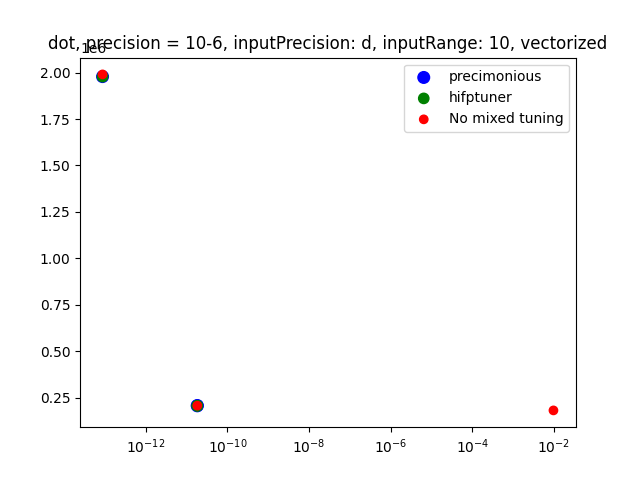 dot, precision = 10-6, inputPrecision: d, inputRange: 10, vectorized
1e6
2.00
1.75
1.50
1.25
1.00
0.75
0.50
0.25
precimonious
hifptuner
No mixed tuning
10⁻¹² 10⁻¹⁰ 10⁻⁸ 10⁻⁶ 10⁻⁴ 10⁻²